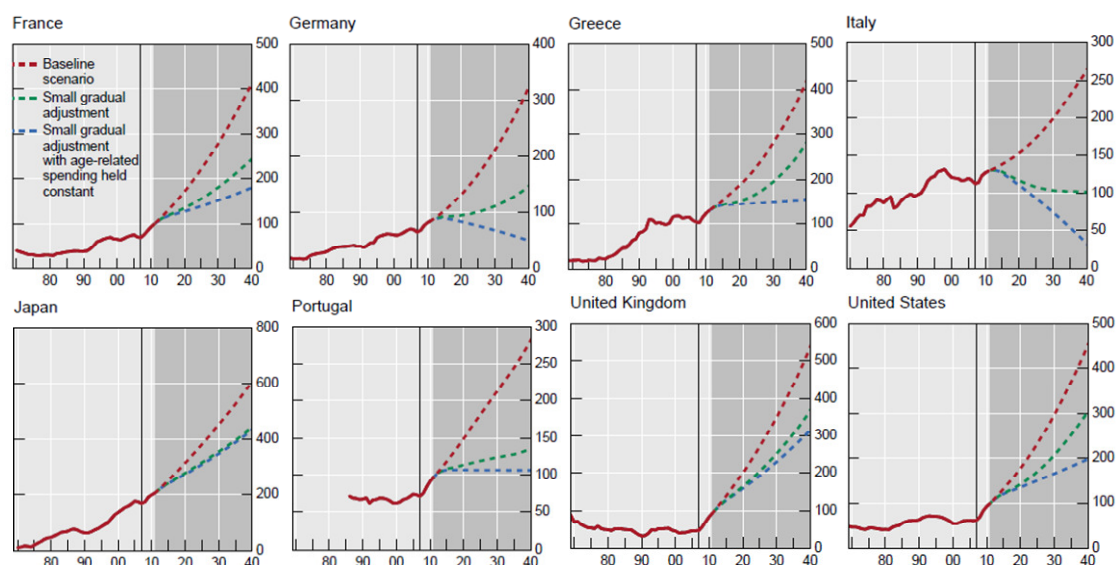 France
Germany
Greece
Italy
500
400
300
200
100
0
400
300
200
100
0
500
400
300
200
100
0
300
250
200
150
100
50
0
Baseline
scenario
Small gradual
adjustment
Small gradual
adjustment
with age-related
spending held
constant
80 90 00 10 20 30 40
80 90 00 10 20 30 40
80 90 00 10 20 30 40
80 90 00 10 20 30 40
Japan
Portugal
United Kingdom
United States
800
600
400
200
0
300
250
200
150
100
50
0
600
500
400
300
200
100
0
500
400
300
200
100
0
80 90 00 10 20 30 40
80 90 00 10 20 30 40
80 90 00 10 20 30 40
80 90 00 10 20 30 40